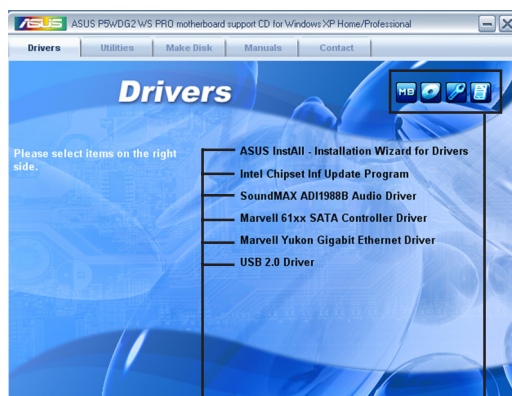 ASUS ASUS P5WDG2 WS PRO motherboard support CD for Windows XP Home/Professional
Drivers Utilities Make Disk Manuals Contact
Drivers
MB
Please select items on the right
side.
ASUS InstAll - Installation Wizard for Drivers
Intel Chipset Inf Update Program
SoundMAX ADI1988B Audio Driver
Marvell 61xx SATA Controller Driver
Marvell Yukon Gigabit Ethernet Driver
USB 2.0 Driver